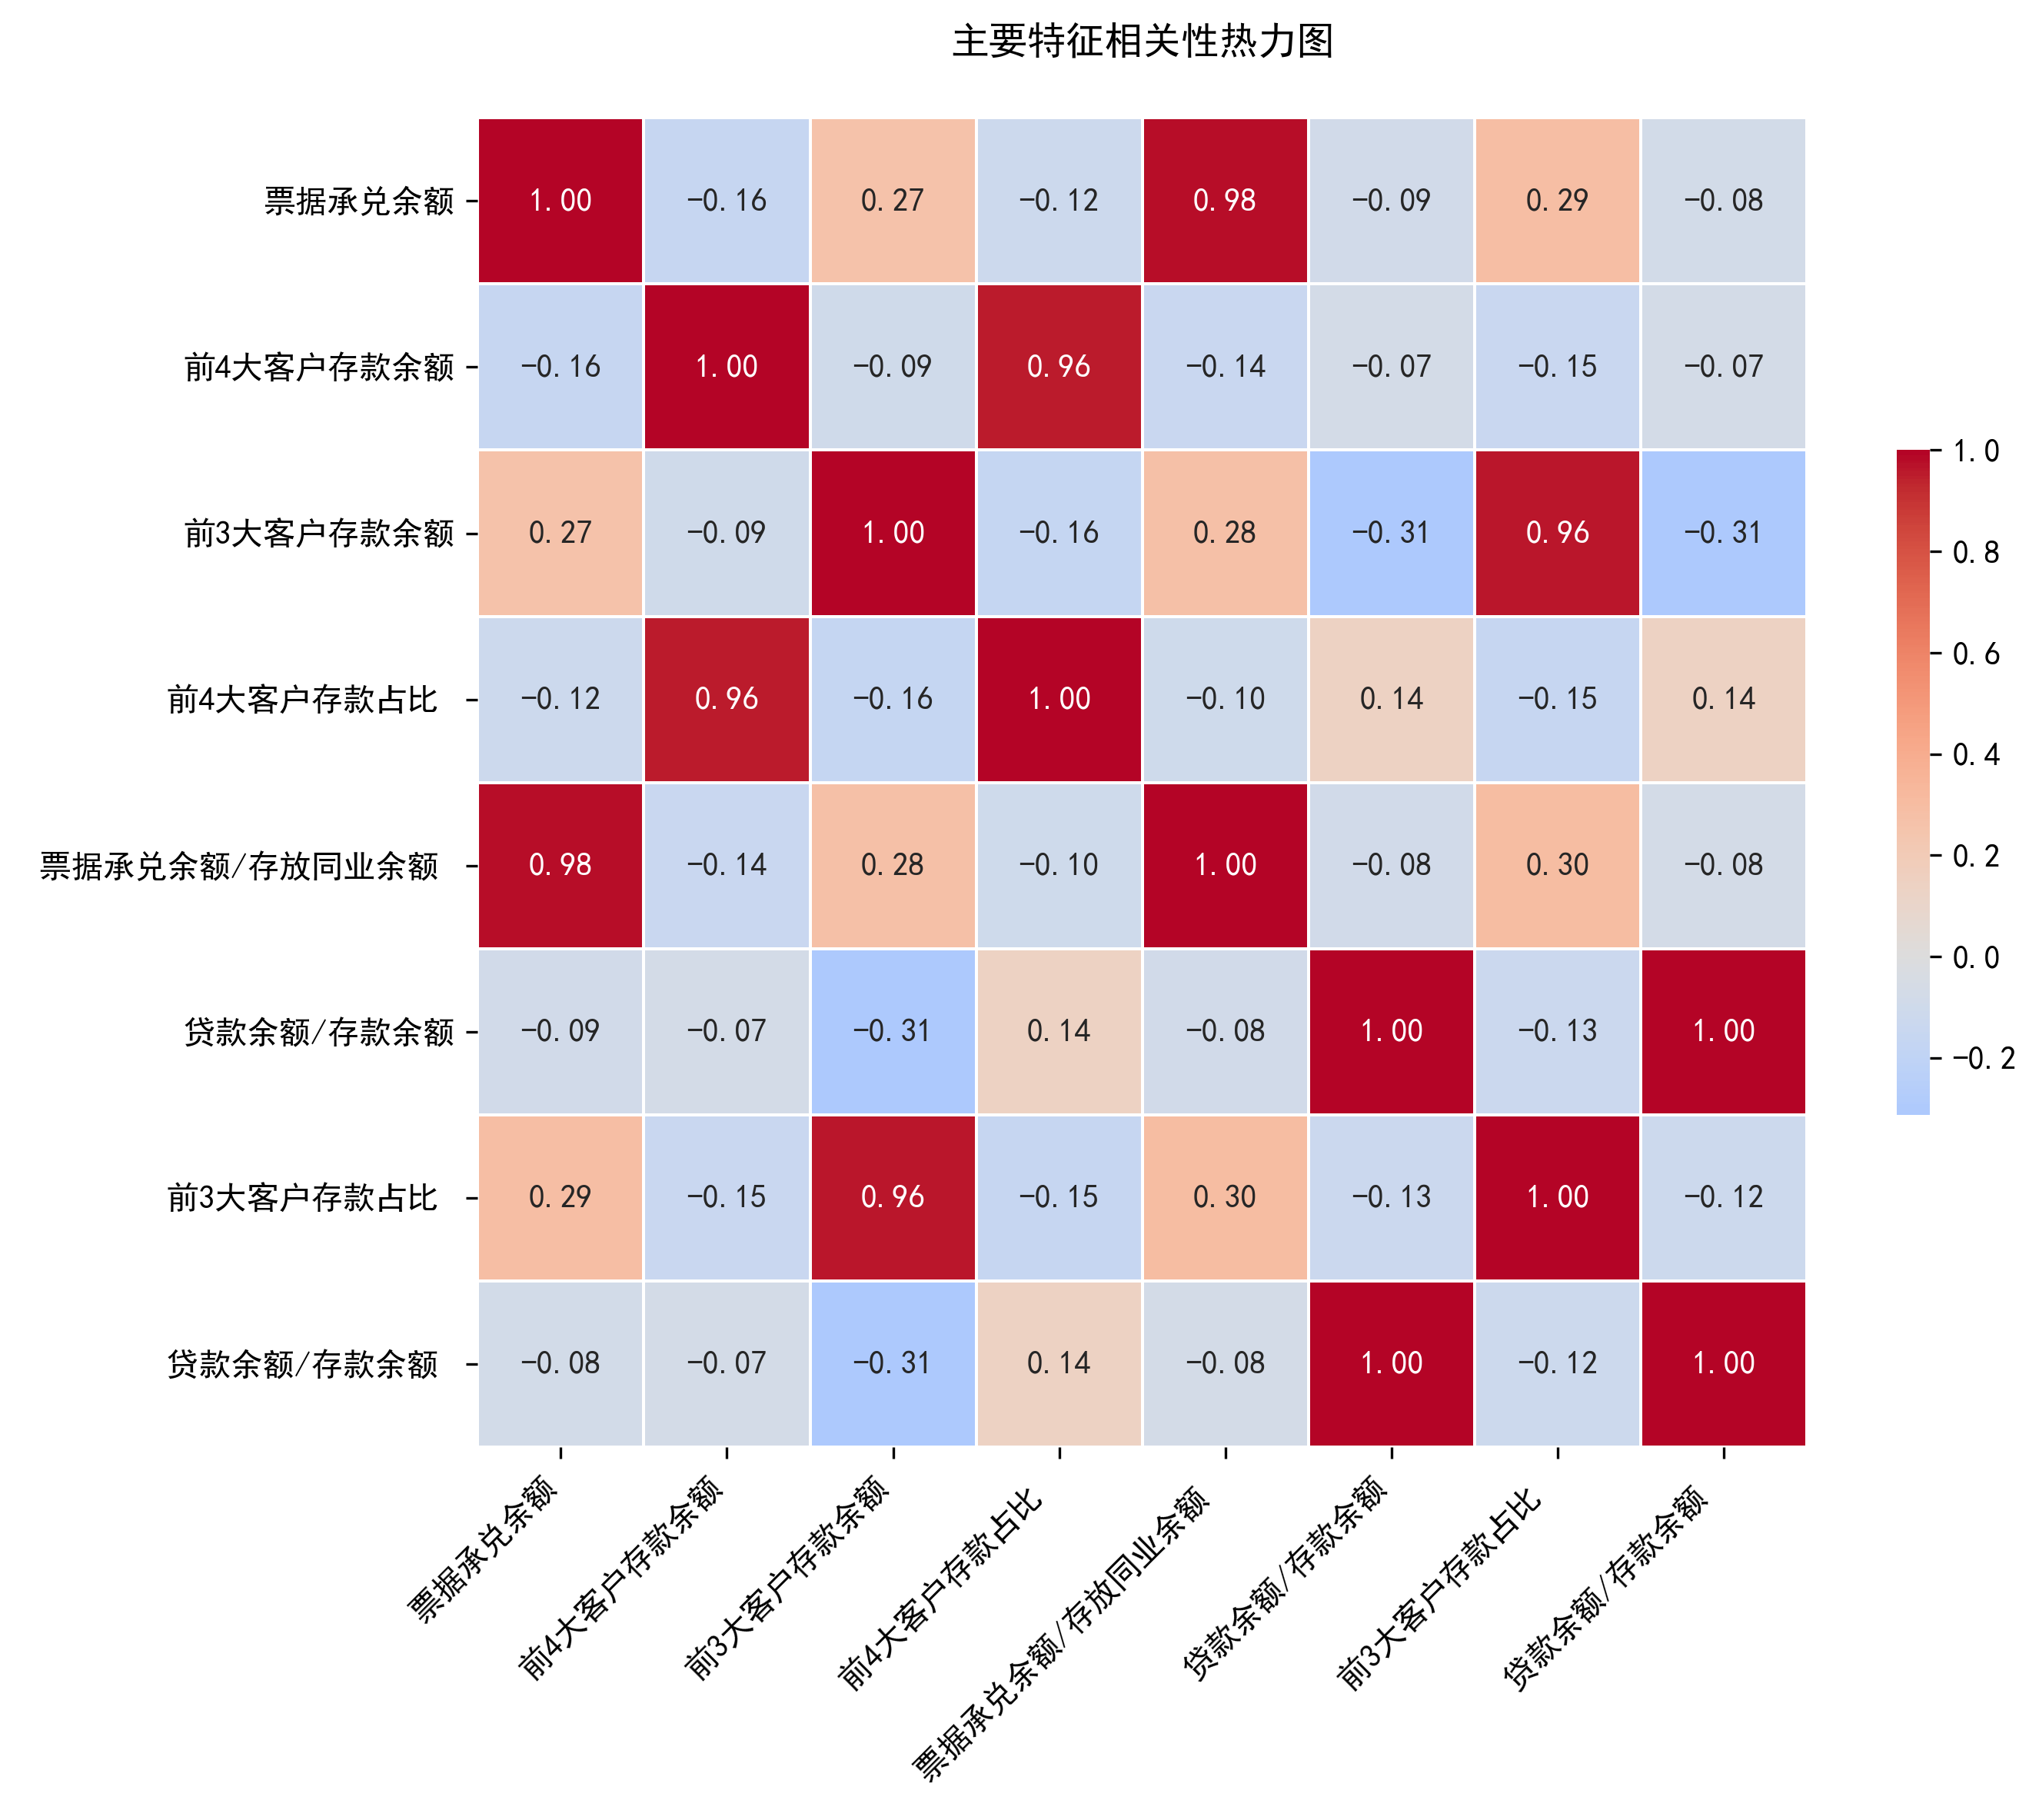 主要特征相关性热力图
票据承兑余额 1.00 −0.16 0.27 −0.12 0.98 −0.09 0.29 −0.08
前4大客户存款余额 −0.16 1.00 −0.09 0.96 −0.14 −0.07 −0.15 −0.07
前3大客户存款余额 0.27 −0.09 1.00 −0.16 0.28 −0.31 0.96 −0.31
前4大客户存款占比 −0.12 0.96 −0.16 1.00 −0.10 0.14 −0.15 0.14
票据承兑余额/存放同业余额 0.98 −0.14 0.28 −0.10 1.00 −0.08 0.30 −0.08
贷款余额/存款余额 −0.09 −0.07 −0.31 0.14 −0.08 1.00 −0.13 1.00
前3大客户存款占比 0.29 −0.15 0.96 −0.15 0.30 −0.13 1.00 −0.12
贷款余额/存款余额 −0.08 −0.07 −0.31 0.14 −0.08 1.00 −0.12 1.00
票据承兑余额
前4大客户存款余额
前3大客户存款余额
前4大客户存款占比
票据承兑余额/存放同业余额
贷款余额/存款余额
前3大客户存款占比
贷款余额/存款余额
1.0
0.8
0.6
0.4
0.2
0.0
−0.2